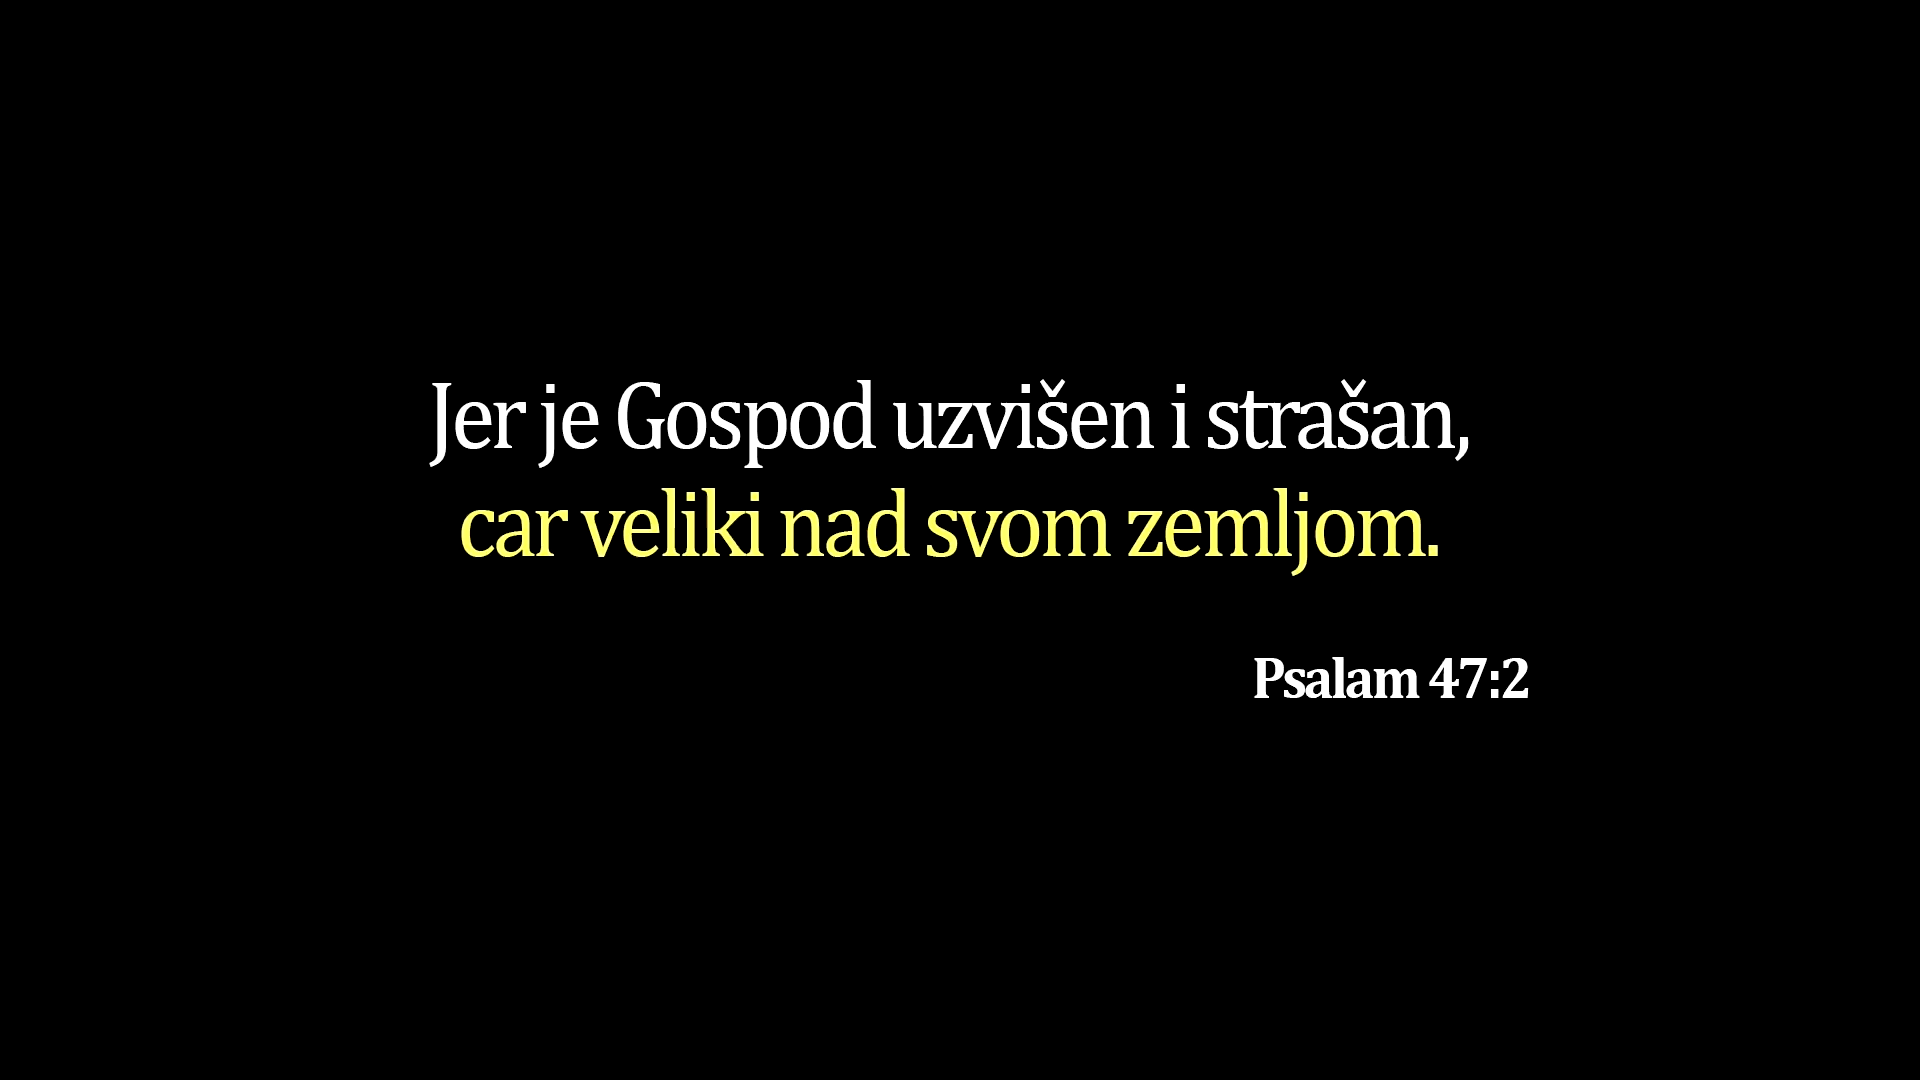 Jer je Gospod uzvišen i strašan,
car veliki nad svom zemljom.
Psalam 47:2